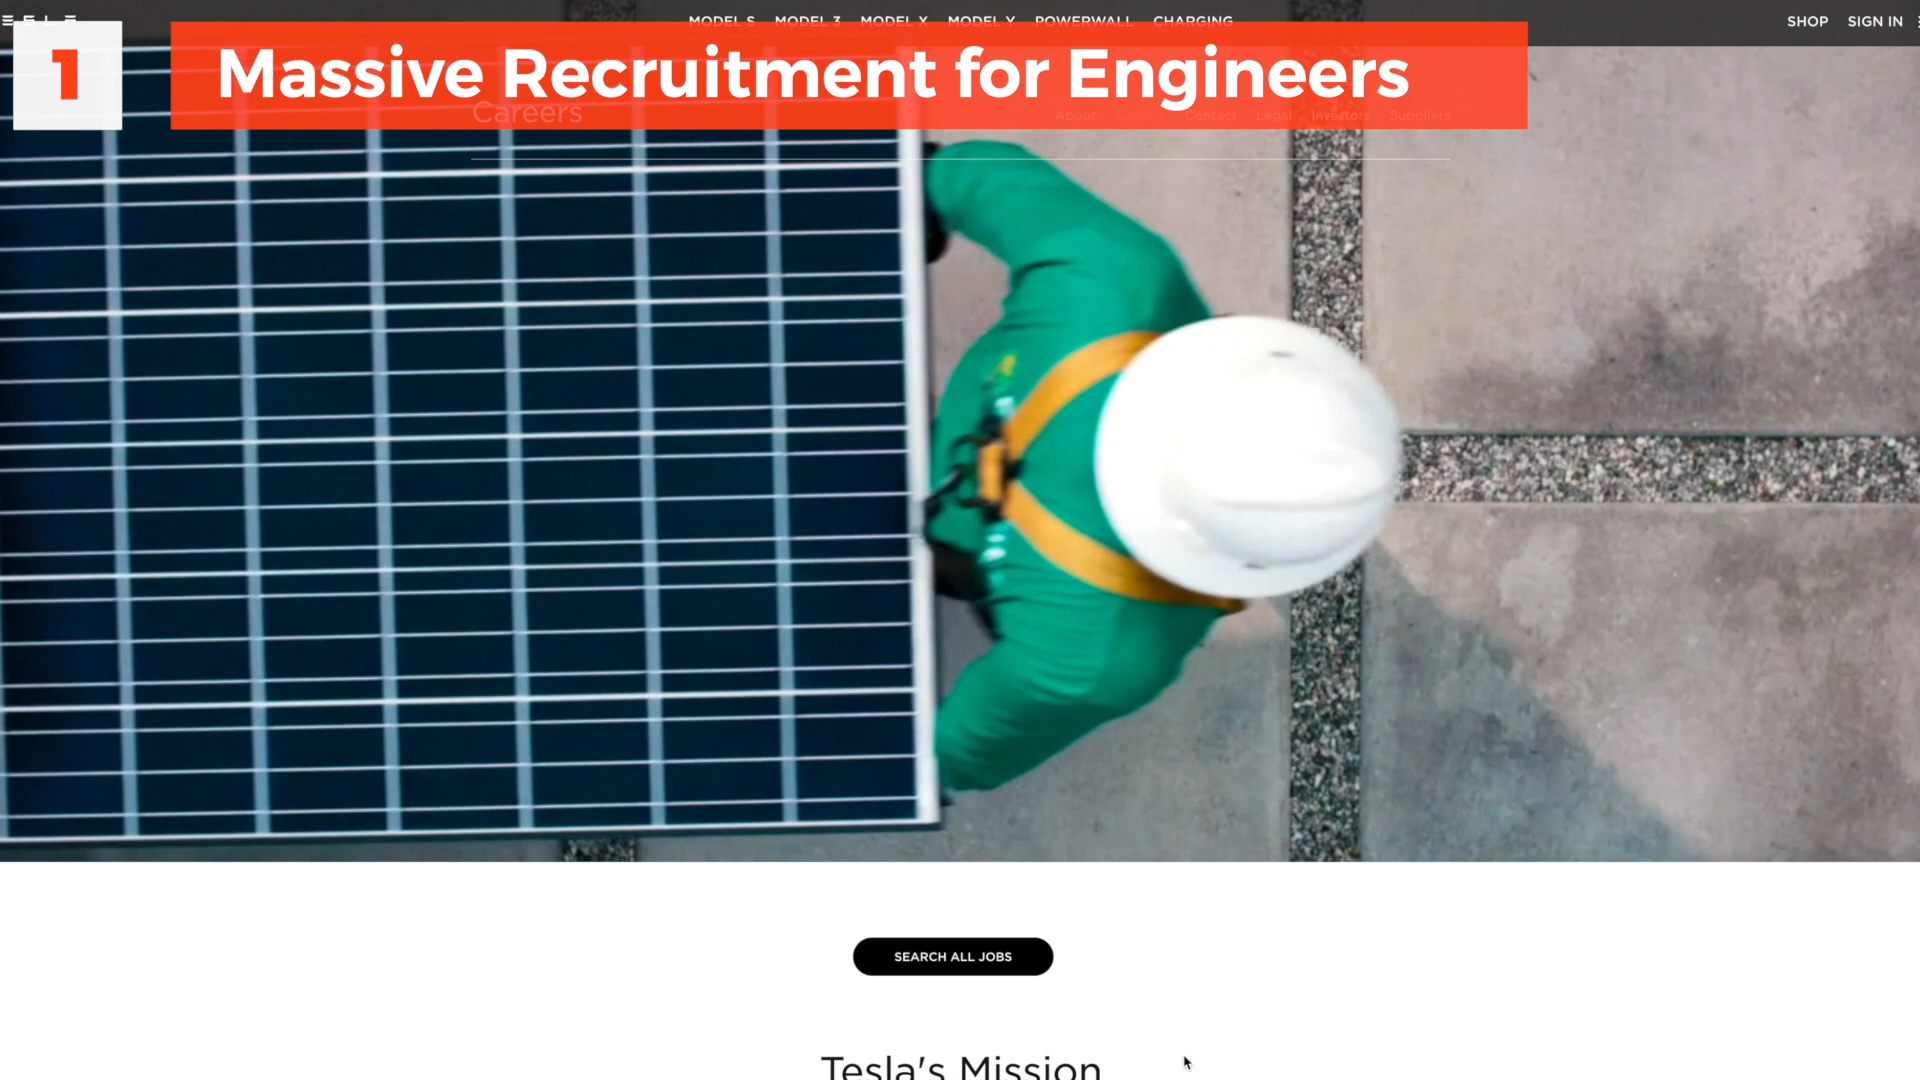 MODEL S MODEL 3 MODEL X MODEL Y POWERWALL CHARGING SHOP SIGN IN
1 Massive Recruitment for Engineers
Careers About Careers Contact Legal Investors Suppliers
SEARCH ALL JOBS
Tesla's Mission